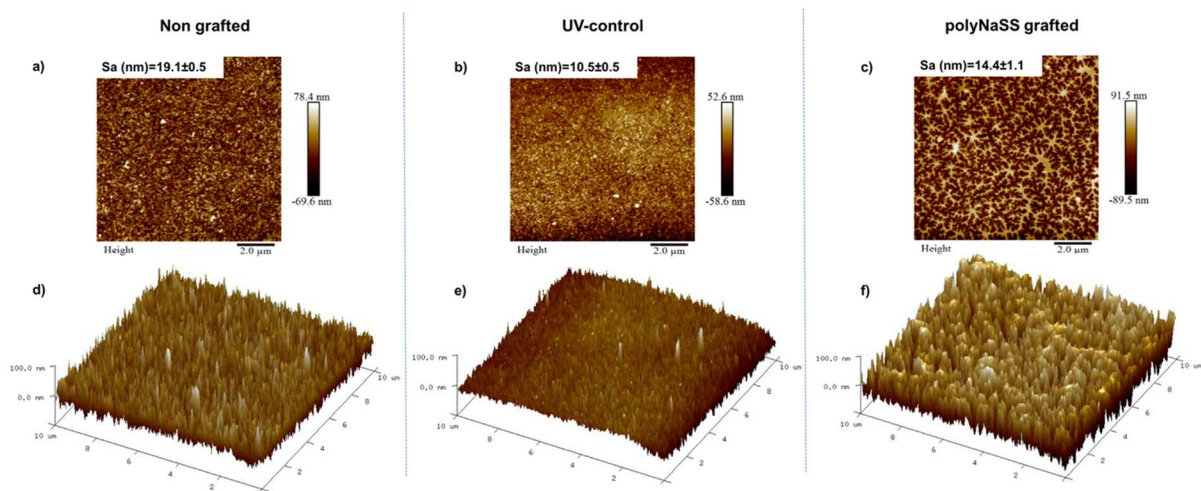 Non grafted
UV-control
polyNaSS grafted
a)
Sa (nm)=19.1±0.5
78.4 nm
-69.6 nm
Height
2.0 µm
b)
Sa (nm)=10.5±0.5
52.6 nm
-58.6 nm
Height
2.0 µm
c)
Sa (nm)=14.4±1.1
91.5 nm
-89.5 nm
Height
2.0 µm
d)
100.0 nm
0.0 nm
10 um
8
6
4
2
2
4
6
8
10 um
e)
100.0 nm
0.0 nm
10 um
8
6
4
2
2
4
6
8
10 um
f)
100.0 nm
0.0 nm
10 um
8
6
4
2
2
4
6
8
10 um